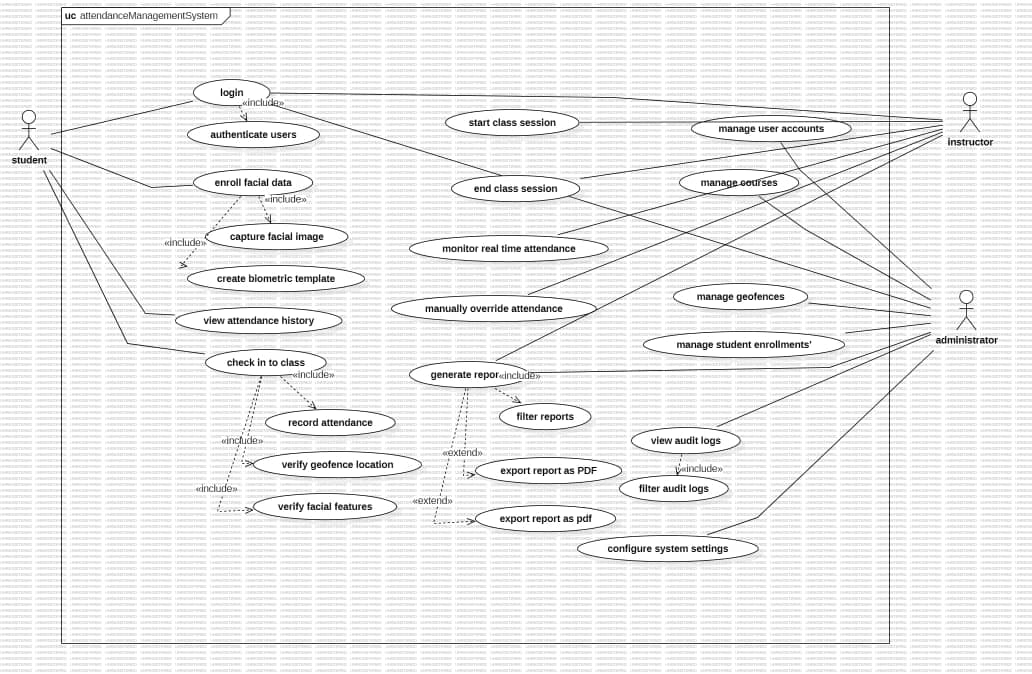 uc attendanceManagementSystem
login
«include»
authenticate users
start class session
manage user accounts
instructor
student
enroll facial data
«include»
end class session
manage courses
capture facial image
«include»
monitor real time attendance
create biometric template
manage geofences
manually override attendance
view attendance history
administrator
manage student enrollments'
check in to class
«include»
generate repor
«include»
record attendance
filter reports
«include»
view audit logs
«extend»
verify geofence location
export report as PDF
«include»
«include»
filter audit logs
«extend»
verify facial features
export report as pdf
configure system settings